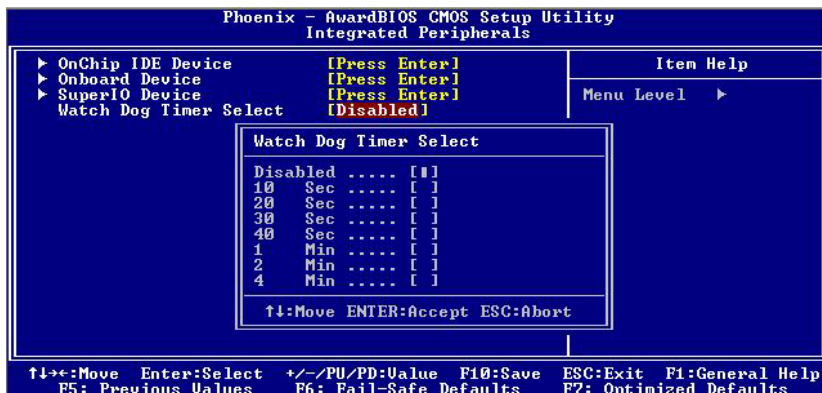 Phoenix - AwardBIOS CMOS Setup Utility
Integrated Peripherals
► OnChip IDE Device [Press Enter]
► Onboard Device [Press Enter]
► SuperIO Device [Press Enter]
Watch Dog Timer Select [Disabled]
Item Help
Menu Level ►
Watch Dog Timer Select
Disabled ..... [■]
10 Sec ..... [ ]
20 Sec ..... [ ]
30 Sec ..... [ ]
40 Sec ..... [ ]
1 Min ..... [ ]
2 Min ..... [ ]
4 Min ..... [ ]
↑↓:Move ENTER:Accept ESC:Abort
↑↓→←:Move Enter:Select +/-/PU/PD:Value F10:Save ESC:Exit F1:General Help
F5: Previous Values F6: Fail-Safe Defaults F7: Optimized Defaults